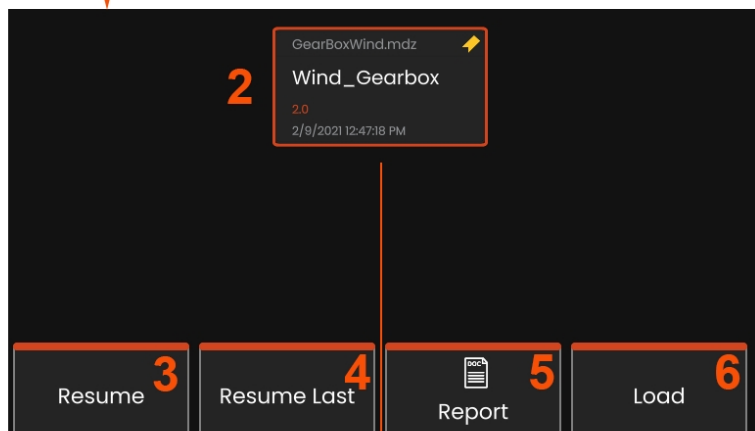 GearBoxWind.mdz
2
Wind_Gearbox
2.0
2/9/2021 12:47:18 PM
3
Resume
4
Resume Last
DOC
5
Report
6
Load